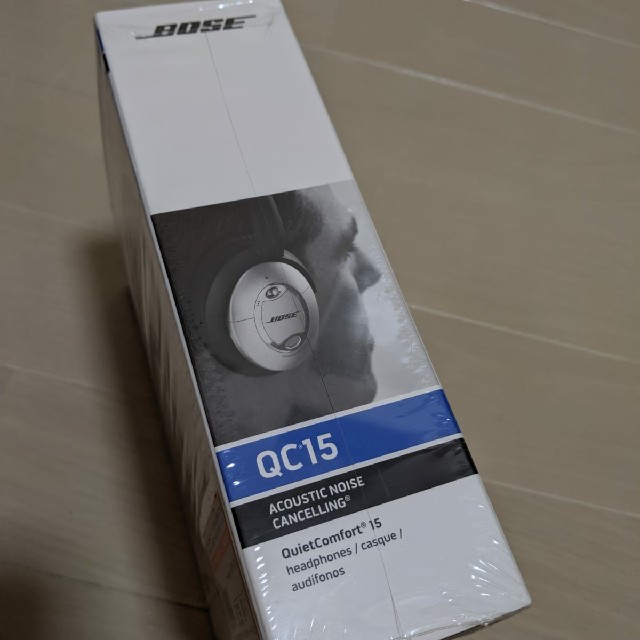 BOSE
BOSE
QC15
ACOUSTIC NOISE
CANCELLING®
QuietComfort® 15
headphones / casque /
audífonos